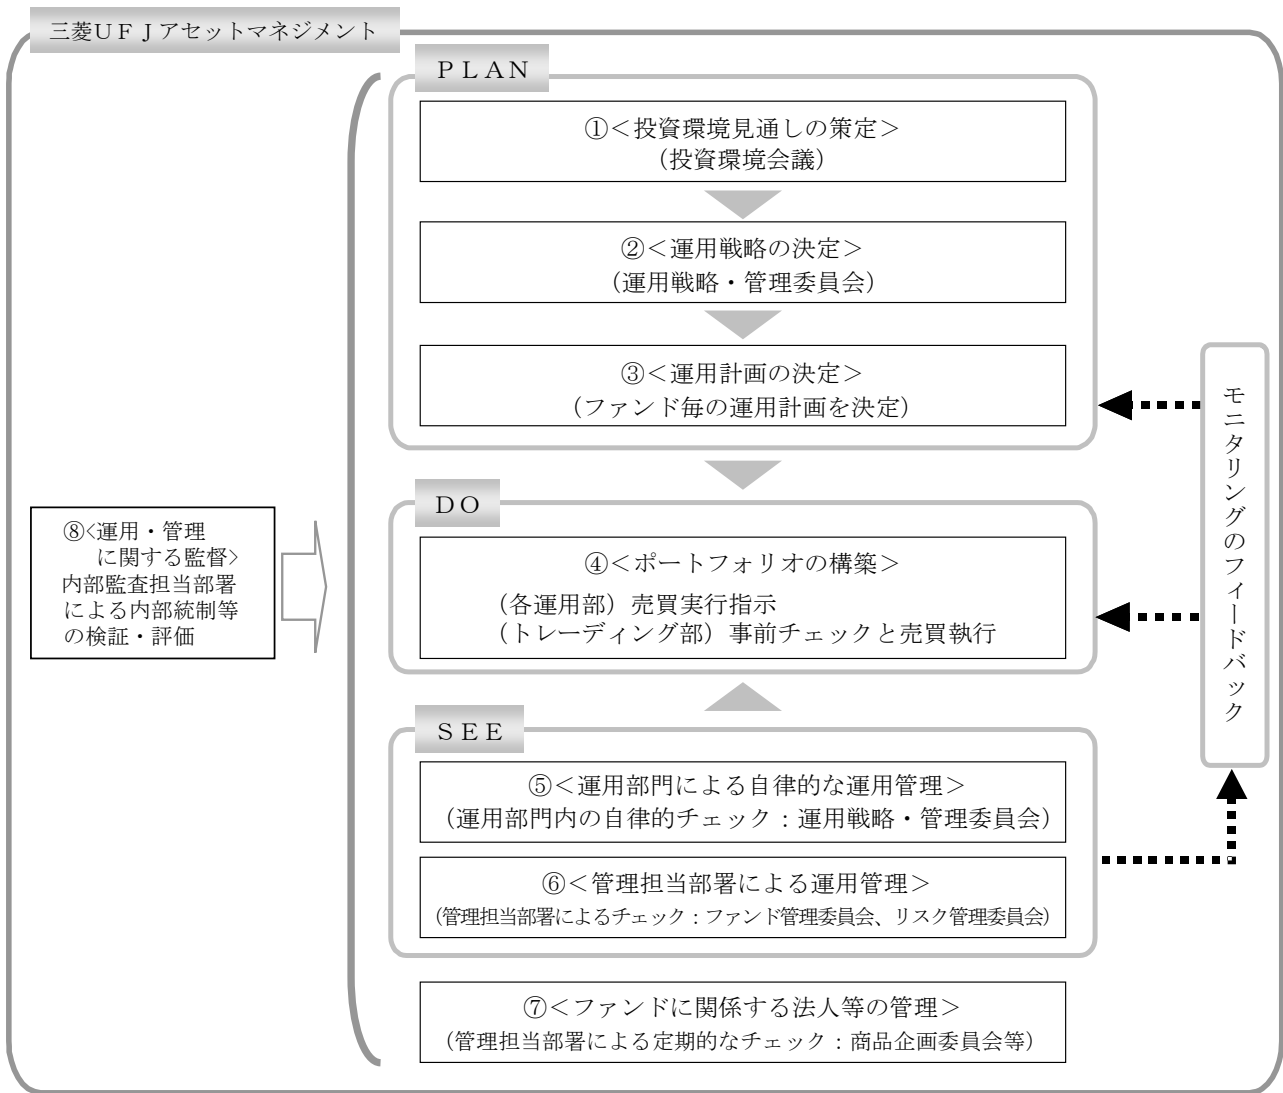 三菱ＵＦＪアセットマネジメント
ＰＬＡＮ
①＜投資環境見通しの策定＞
（投資環境会議）
②＜運用戦略の決定＞
（運用戦略・管理委員会）
③＜運用計画の決定＞
（ファンド毎の運用計画を決定）
モニタリングのフィードバック
ＤＯ
④＜ポートフォリオの構築＞
（各運用部）売買実行指示
（トレーディング部）事前チェックと売買執行
⑧<運用・管理
に関する監督>
内部監査担当部署
による内部統制等
の検証・評価
ＳＥＥ
⑤＜運用部門による自律的な運用管理＞
（運用部門内の自律的チェック：運用戦略・管理委員会）
⑥＜管理担当部署による運用管理＞
（管理担当部署によるチェック：ファンド管理委員会、リスク管理委員会）
⑦＜ファンドに関係する法人等の管理＞
（管理担当部署による定期的なチェック：商品企画委員会等）